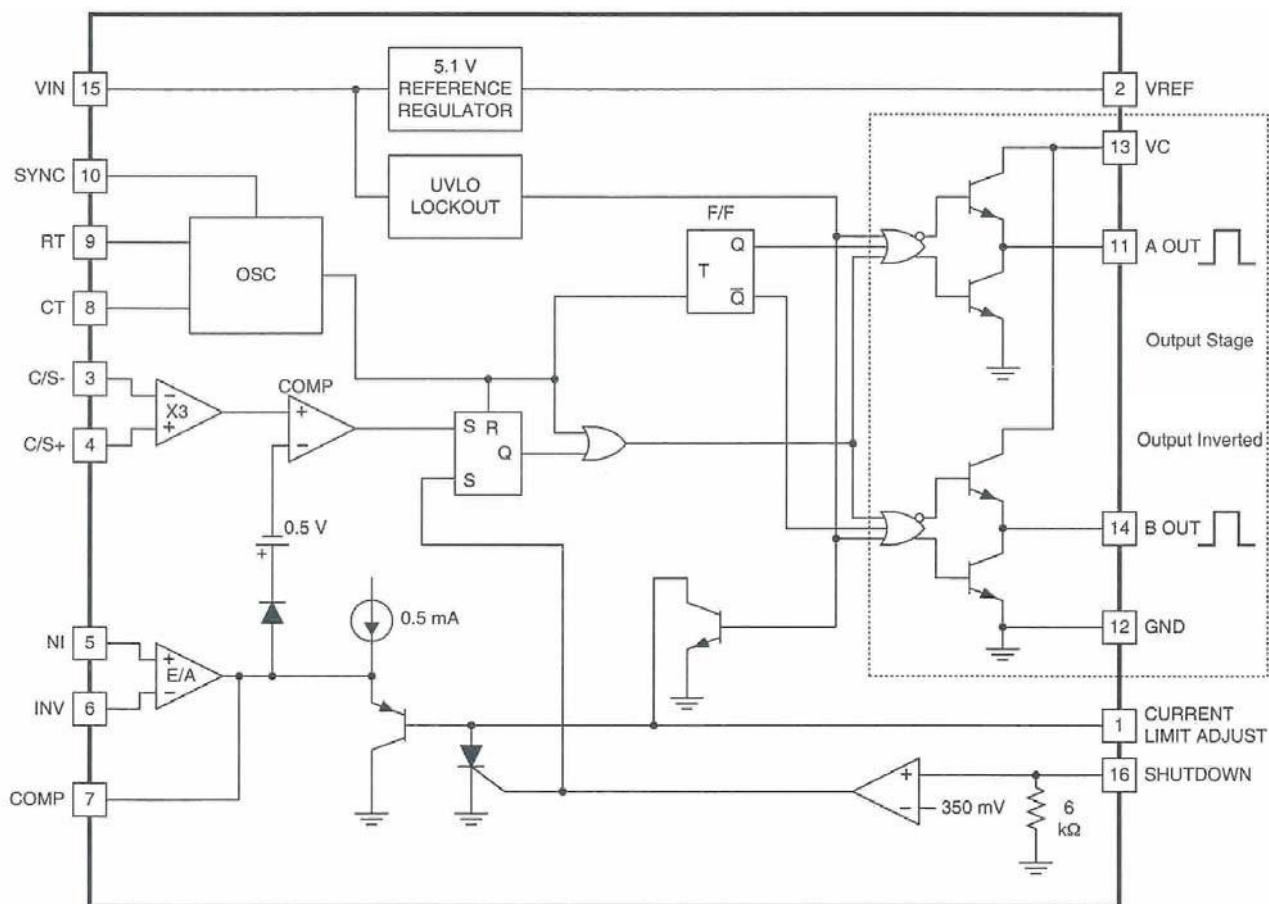 5.1 V
REFERENCE
REGULATOR
VIN
15
2
VREF
13
VC
SYNC
10
UVLO
LOCKOUT
F/F
RT
9
OSC
T
Q
Q̅
11
A OUT
CT
8
Output Stage
C/S-
3
−
X3
+
C/S+
4
COMP
+
−
S
R
Q
S
Output Inverted
0.5 V
+
14
B OUT
0.5 mA
NI
5
+
E/A
−
INV
6
12
GND
1
CURRENT
LIMIT ADJUST
COMP
7
+
−
350 mV
16
SHUTDOWN
6
kΩ